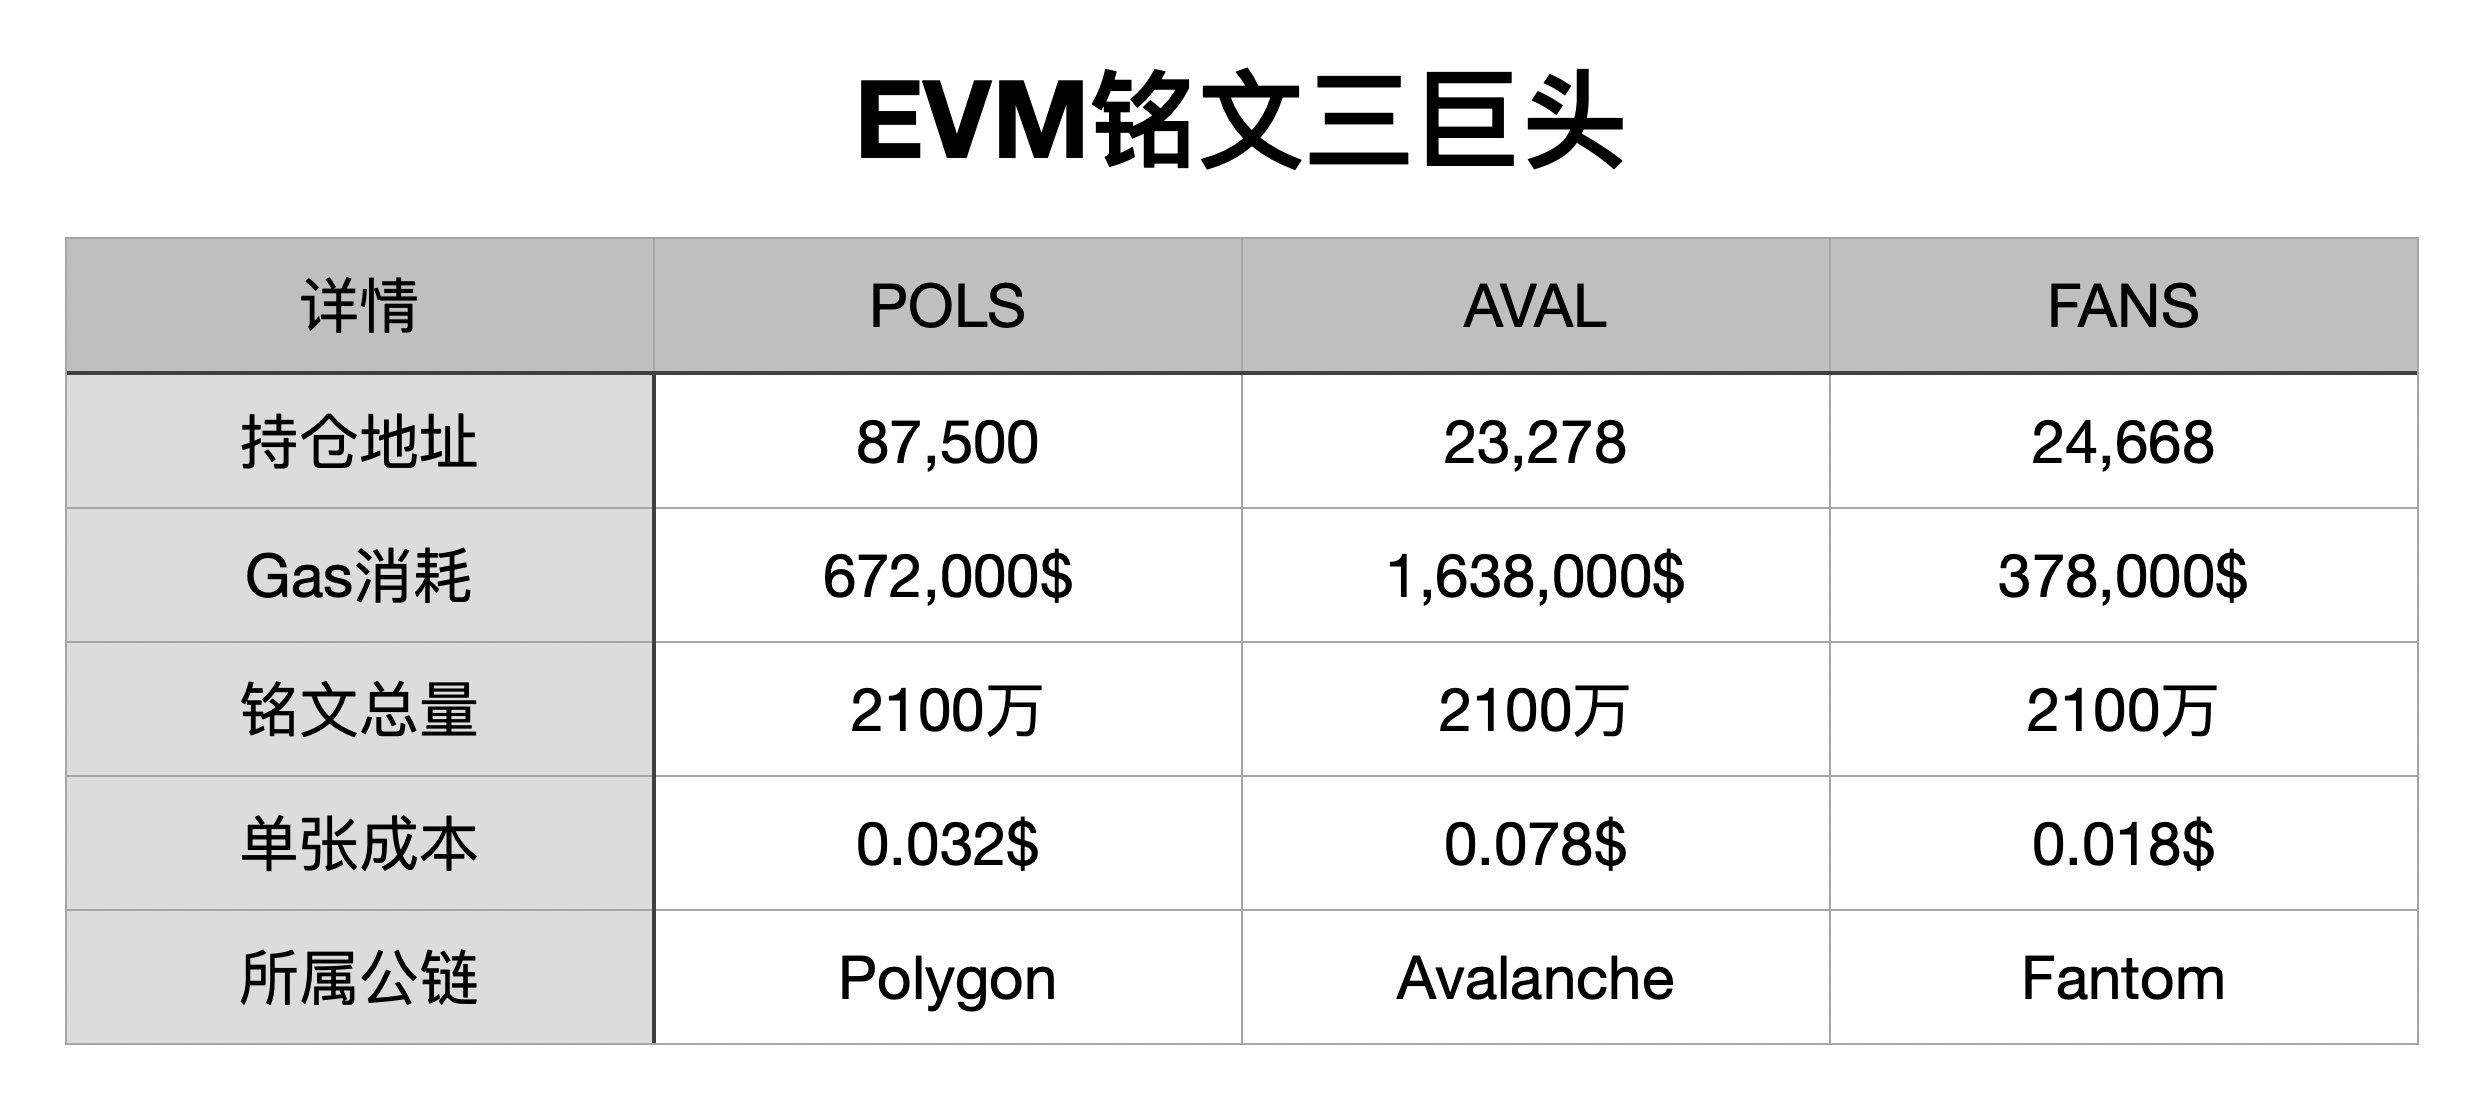 EVM铭文三巨头
详情 POLS AVAL FANS
持仓地址 87,500 23,278 24,668
Gas消耗 672,000$ 1,638,000$ 378,000$
铭文总量 2100万 2100万 2100万
单张成本 0.032$ 0.078$ 0.018$
所属公链 Polygon Avalanche Fantom